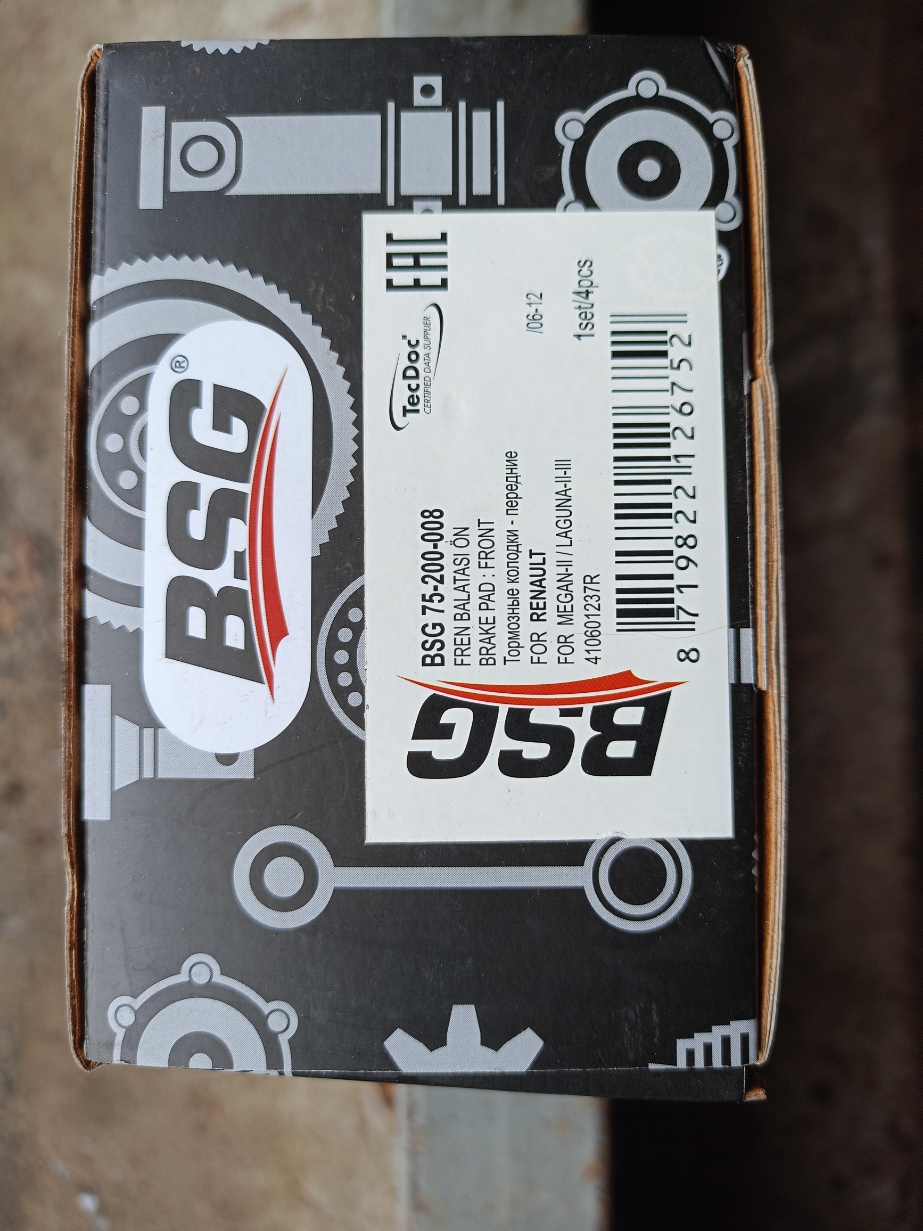 BSG®
BSG
BSG 75-200-008
FREN BALATASI ÖN
BRAKE PAD : FRONT
Тормозные колодки - передние
FOR RENAULT
FOR MEGAN-II / LAGUNA-II-III
410601237R
TecDoc
CERTIFIED DATA SUPPLIER
EAC
/06-12
1set/4pcs
8 719822 126752